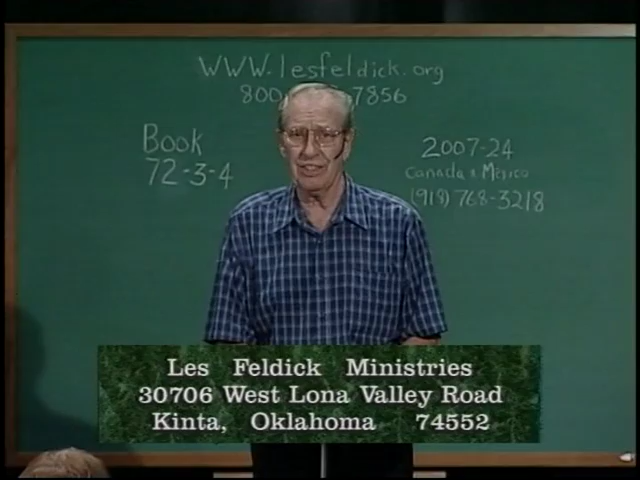 WWW.lesfeldick.org
800 7856
Book
72-3-4
2007-24
Canada & Mexico
(918) 768-3218
Les Feldick Ministries
30706 West Lona Valley Road
Kinta, Oklahoma 74552